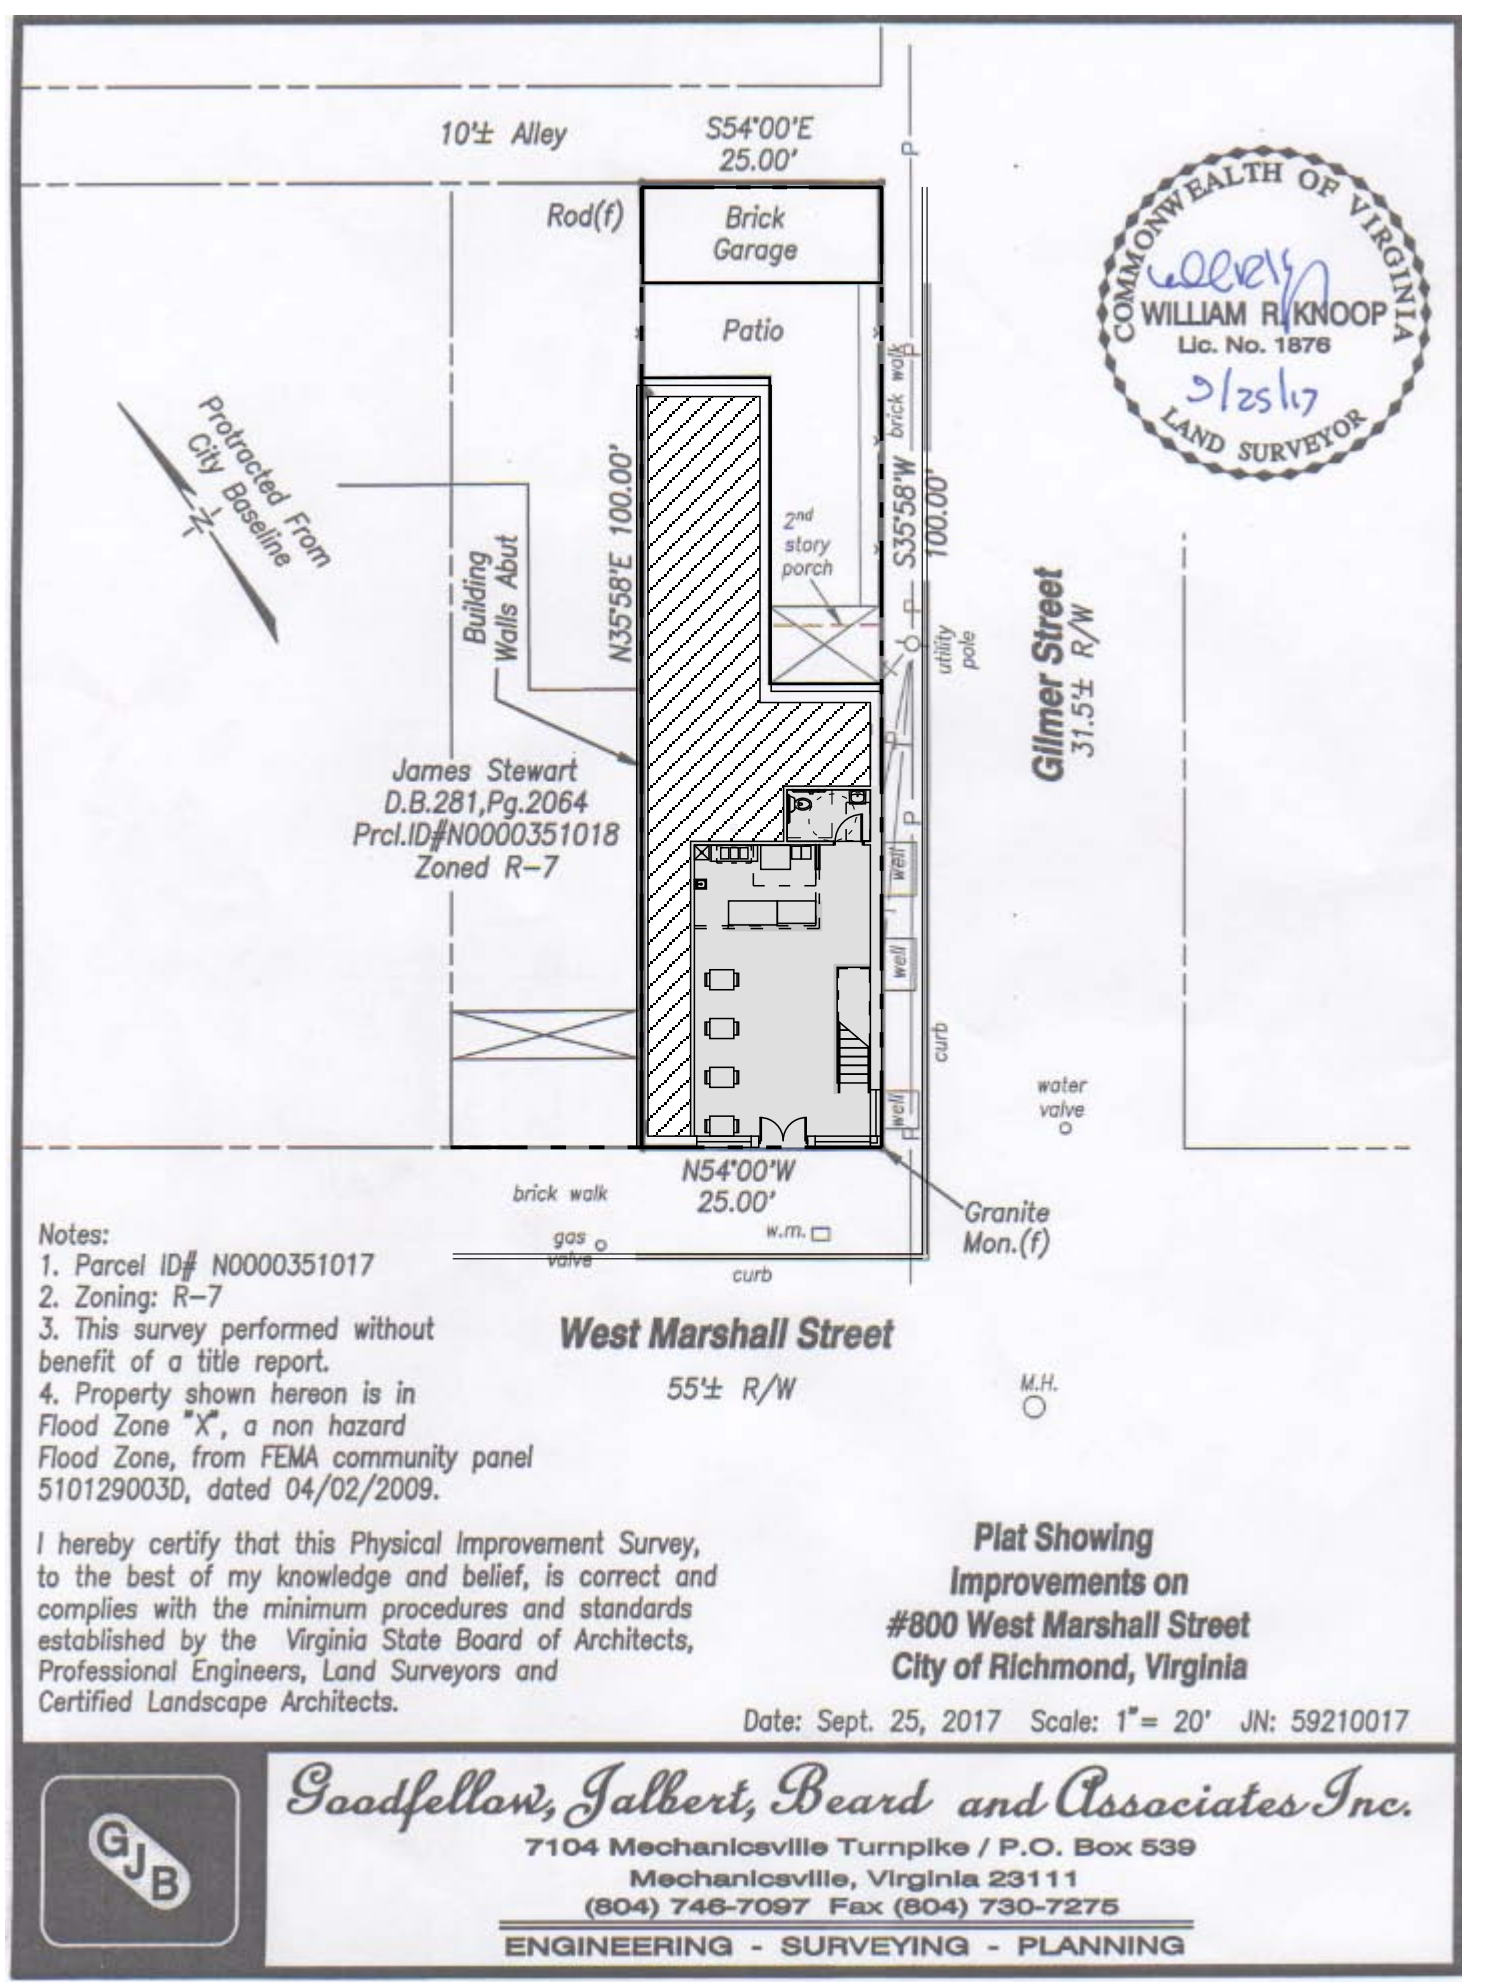 10'± Alley
S54°00'E
25.00'
Rod(f)
Brick
Garage
Patio
COMMONWEALTH OF VIRGINIA
WILLIAM R. KNOOP
Lic. No. 1876
9/25/17
LAND SURVEYOR
Protracted From
City Baseline
N
Building
Walls Abut
N35°58'E 100.00'
2nd
story
porch
brick walk
S35°58'W
100.00'
P
P
P
P
P
P
utility
pole
Gilmer Street
31.5'± R/W
James Stewart
D.B.281,Pg.2064
Prcl.ID#N0000351018
Zoned R-7
well
well
well
curb
water
valve
N54°00'W
25.00'
brick walk
gas
valve
w.m.
curb
Granite
Mon.(f)
West Marshall Street
55'± R/W
M.H.
Notes:
1. Parcel ID# N0000351017
2. Zoning: R-7
3. This survey performed without
benefit of a title report.
4. Property shown hereon is in
Flood Zone "X", a non hazard
Flood Zone, from FEMA community panel
510129003D, dated 04/02/2009.
I hereby certify that this Physical Improvement Survey,
to the best of my knowledge and belief, is correct and
complies with the minimum procedures and standards
established by the Virginia State Board of Architects,
Professional Engineers, Land Surveyors and
Certified Landscape Architects.
Plat Showing
Improvements on
#800 West Marshall Street
City of Richmond, Virginia
Date: Sept. 25, 2017 Scale: 1"= 20' JN: 59210017
GJB
Goodfellow, Jalbert, Beard and Associates Inc.
7104 Mechanicsville Turnpike / P.O. Box 539
Mechanicsville, Virginia 23111
(804) 746-7097 Fax (804) 730-7275
ENGINEERING - SURVEYING - PLANNING